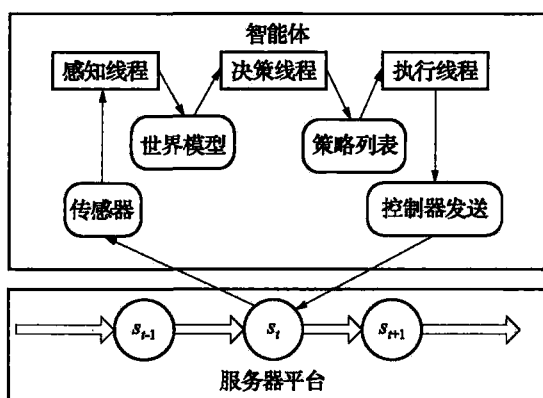 智能体
感知线程
决策线程
执行线程
世界模型
策略列表
传感器
控制器发送
s_{t-1}
s_t
s_{t+1}
服务器平台